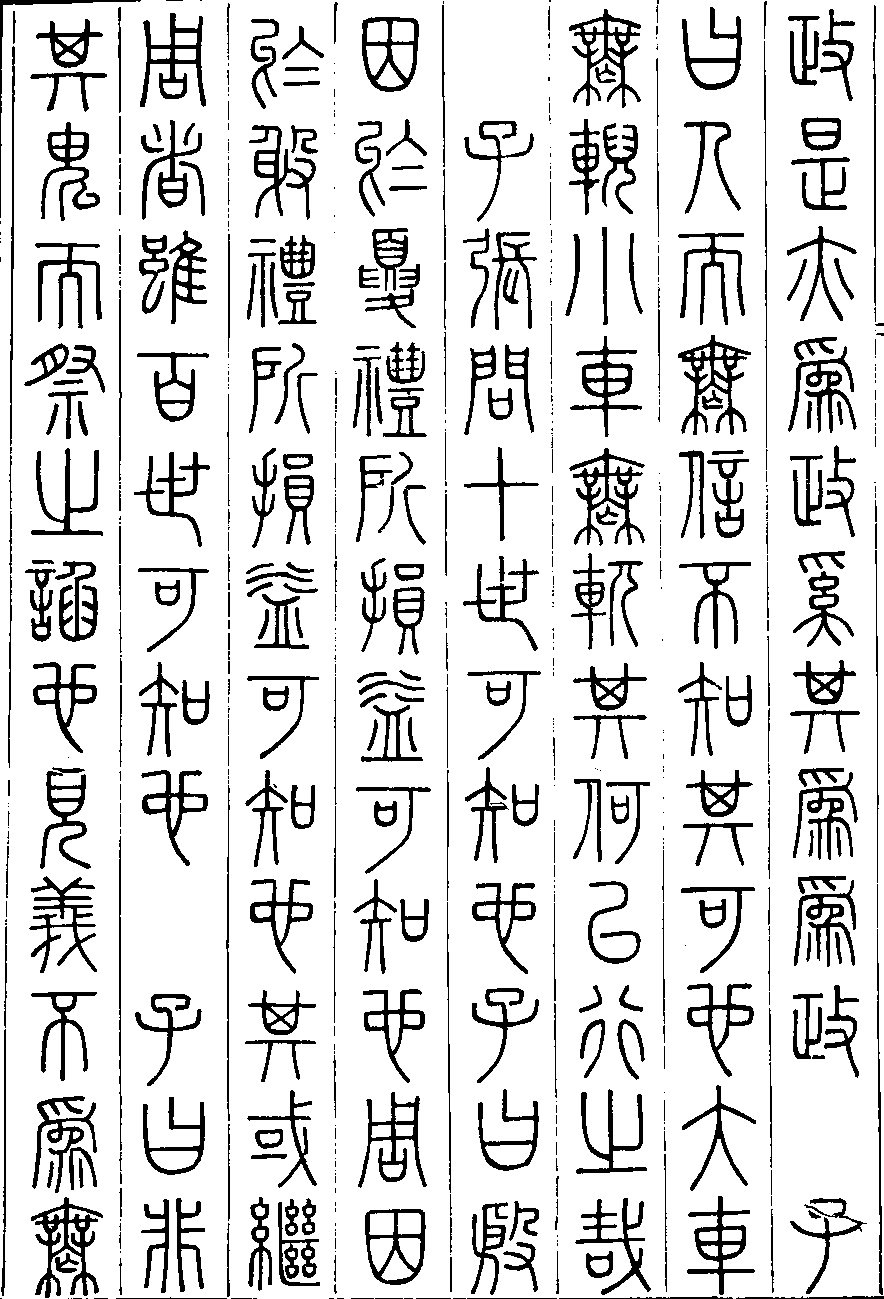 政是亦爲政奚其爲爲政　子
曰人而無信不知其可也大車
無輗小車無軏其何以行之哉
　子張問十世可知也子曰殷
因於夏禮所損益可知也周因
於殷禮所損益可知也其或繼
周者雖百世可知也　子曰非
其鬼而祭之諂也見義不爲無